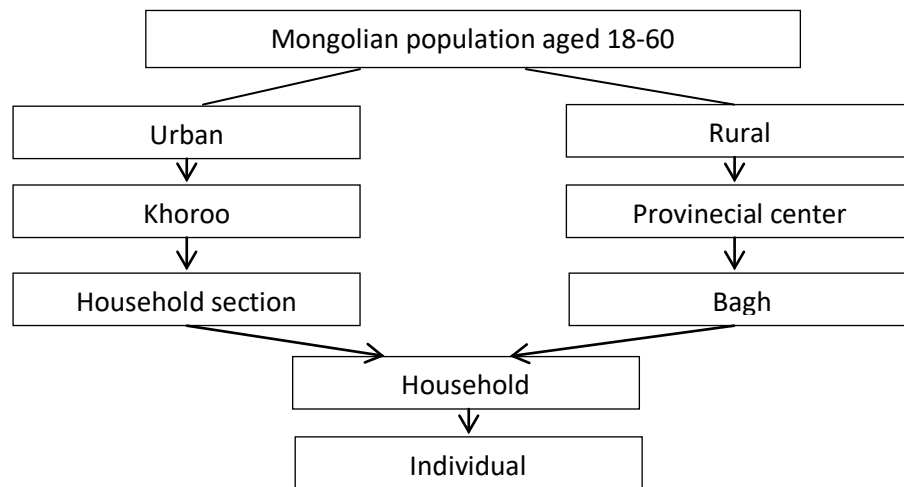 Mongolian population aged 18-60
Urban
Rural
Khoroo
Provinecial center
Household section
Bagh
Household
Individual